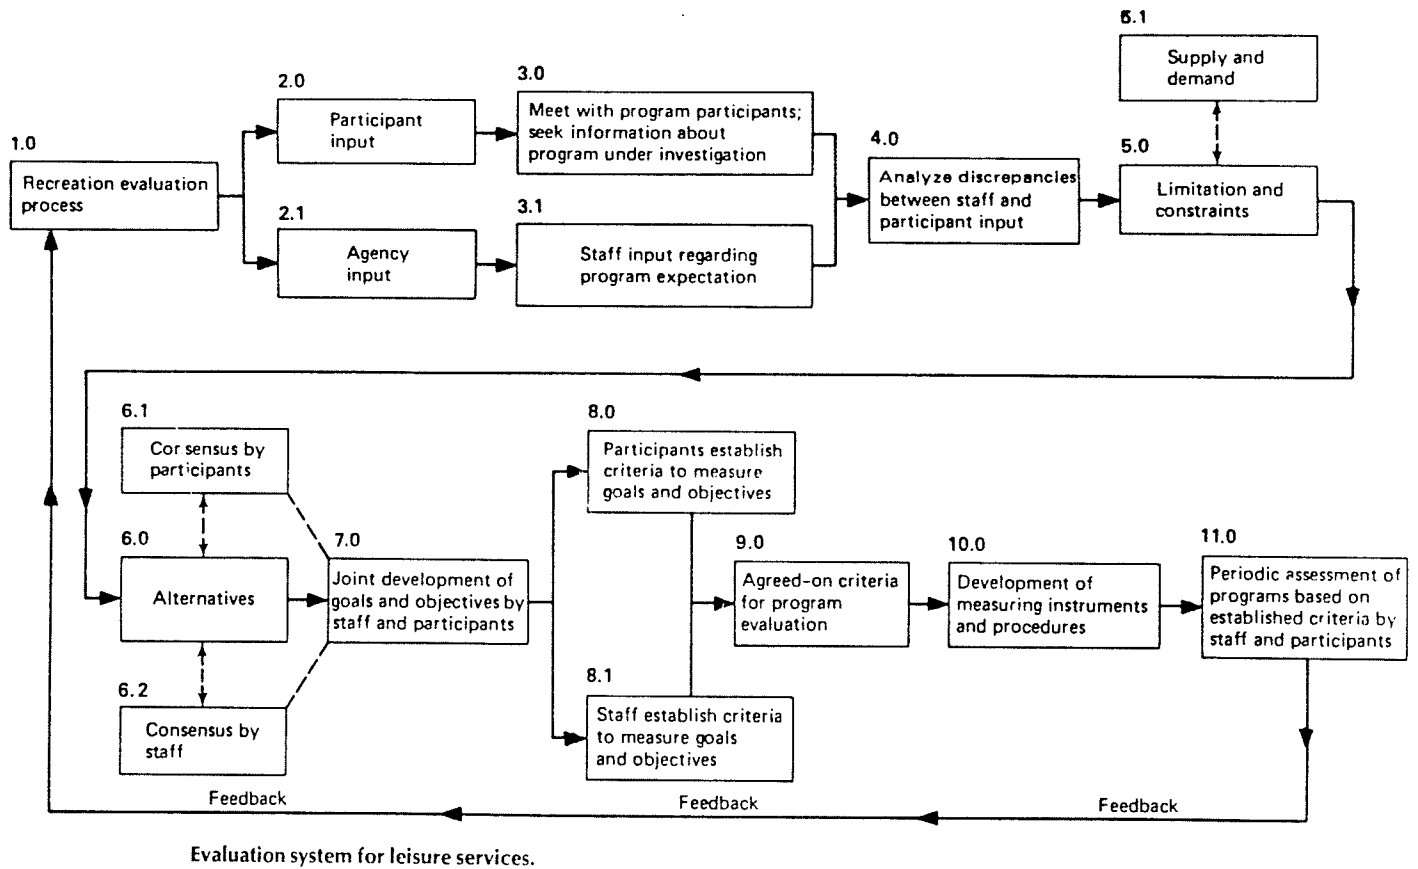 1.0
Recreation evaluation
process
2.0
Participant
input
2.1
Agency
input
3.0
Meet with program participants;
seek information about
program under investigation
3.1
Staff input regarding
program expectation
4.0
Analyze discrepancies
between staff and
participant input
5.1
Supply and
demand
5.0
Limitation and
constraints
6.1
Consensus by
participants
6.0
Alternatives
6.2
Consensus by
staff
7.0
Joint development of
goals and objectives by
staff and participants
8.0
Participants establish
criteria to measure
goals and objectives
8.1
Staff establish criteria
to measure goals
and objectives
9.0
Agreed-on criteria
for program
evaluation
10.0
Development of
measuring instruments
and procedures
11.0
Periodic assessment of
programs based on
established criteria by
staff and participants
Feedback
Feedback
Feedback
Evaluation system for leisure services.